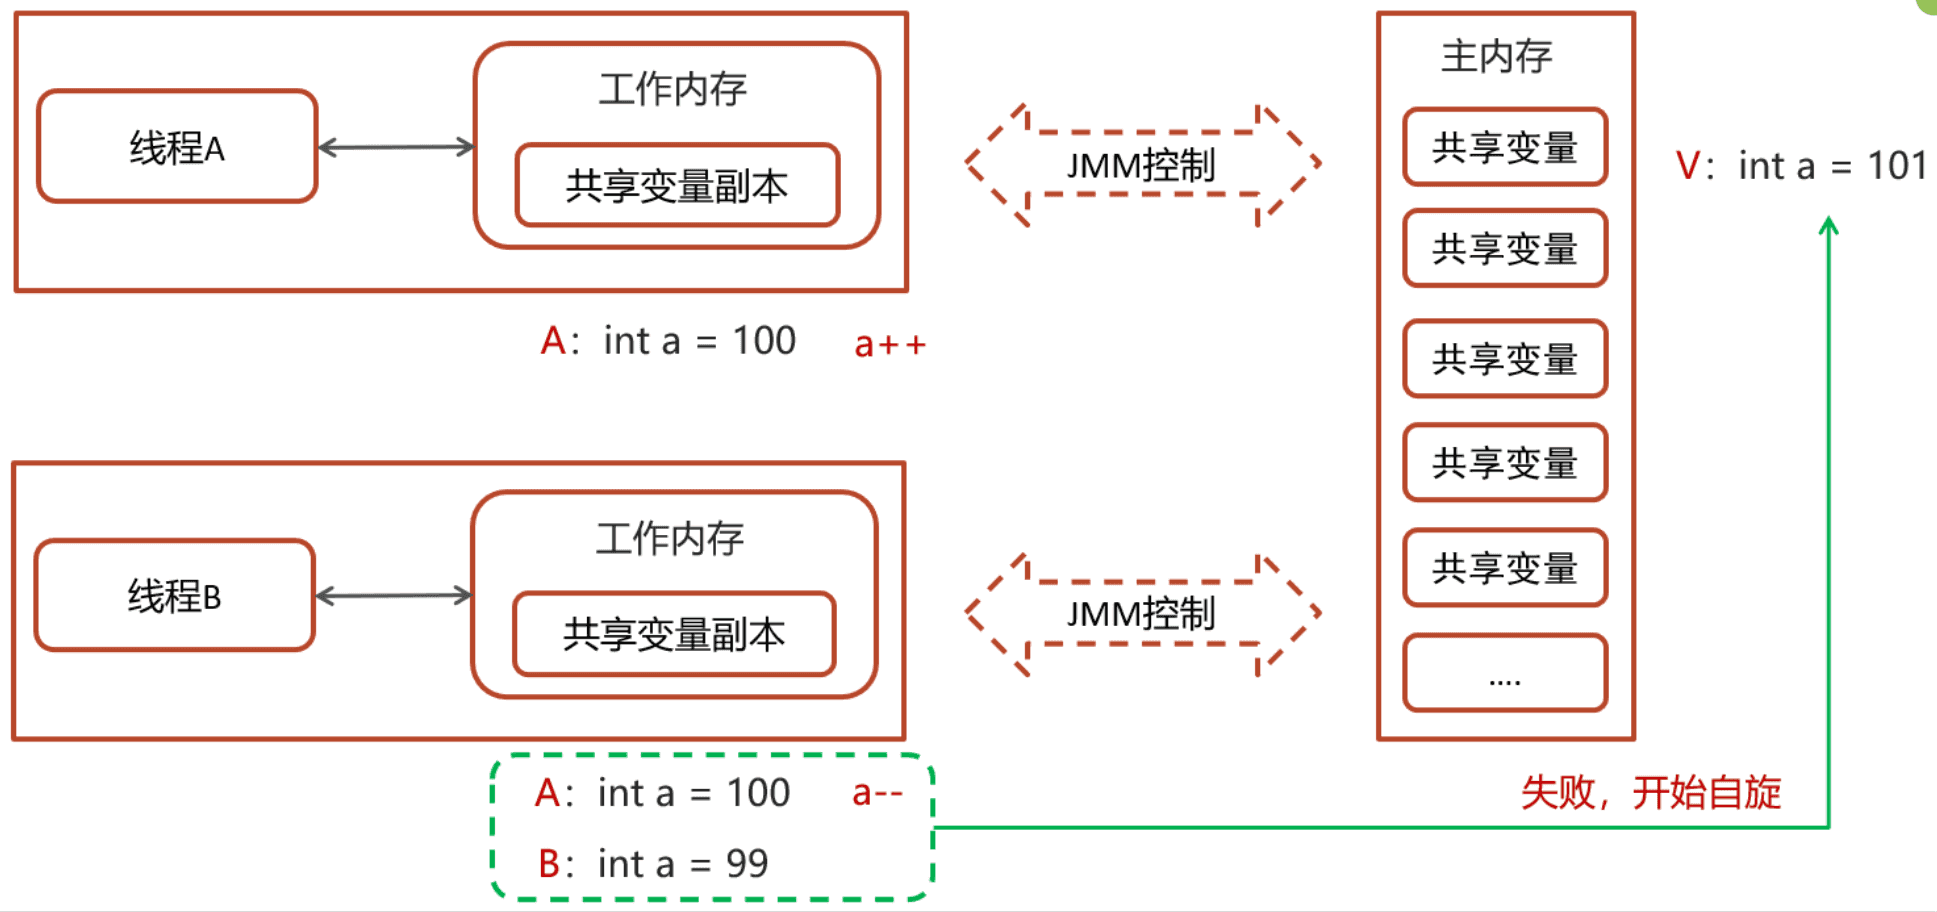 工作内存
线程A
共享变量副本
A：int a = 100 a++
JMM控制
线程B
工作内存
共享变量副本
A：int a = 100 a--
B：int a = 99
JMM控制
主内存
共享变量
共享变量
共享变量
共享变量
共享变量
....
V：int a = 101
失败，开始自旋